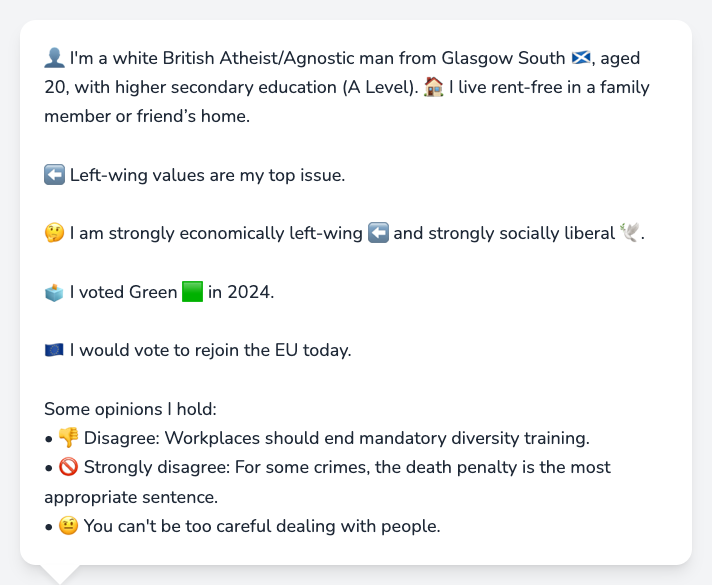 👤 I'm a white British Atheist/Agnostic man from Glasgow South 🏴󠁧󠁢󠁳󠁣󠁴󠁿, aged
20, with higher secondary education (A Level). 🏠 I live rent-free in a family
member or friend’s home.
⬅️ Left-wing values are my top issue.
🤔 I am strongly economically left-wing ⬅️ and strongly socially liberal 🕊️.
🗳️ I voted Green 🟩 in 2024.
🇪🇺 I would vote to rejoin the EU today.
Some opinions I hold:
• 👎 Disagree: Workplaces should end mandatory diversity training.
• 🚫 Strongly disagree: For some crimes, the death penalty is the most
appropriate sentence.
• 🤨 You can't be too careful dealing with people.